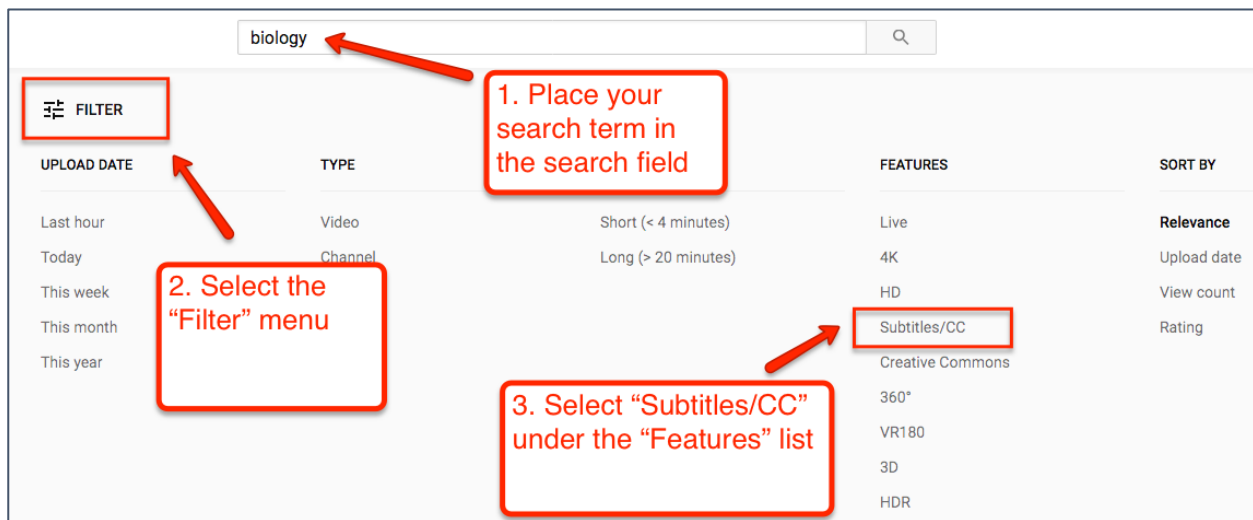 biology
1. Place your
search term in
the search field
FILTER
2. Select the
“Filter” menu
UPLOAD DATE
Last hour
Today
This week
This month
This year
TYPE
Video
Channel
Short (< 4 minutes)
Long (> 20 minutes)
FEATURES
Live
4K
HD
Subtitles/CC
Creative Commons
360°
VR180
3D
HDR
3. Select “Subtitles/CC”
under the “Features” list
SORT BY
Relevance
Upload date
View count
Rating